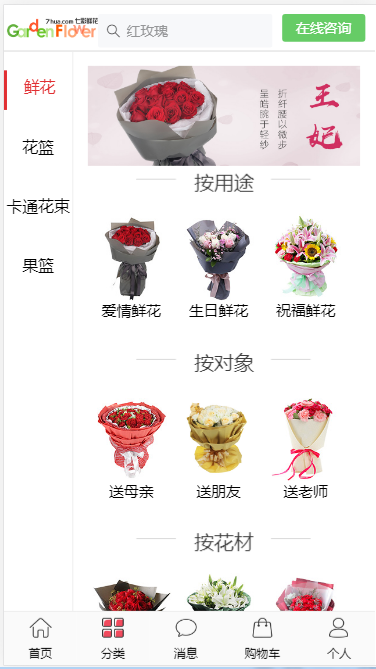 7hua.com 七彩鲜花
Garden Flower
红玫瑰
在线咨询
鲜花
花篮
卡通花束
果篮
王妃
折纤腰以微步
呈皓腕于轻纱
按用途
爱情鲜花
生日鲜花
祝福鲜花
按对象
送母亲
送朋友
送老师
按花材
首页
分类
消息
购物车
个人